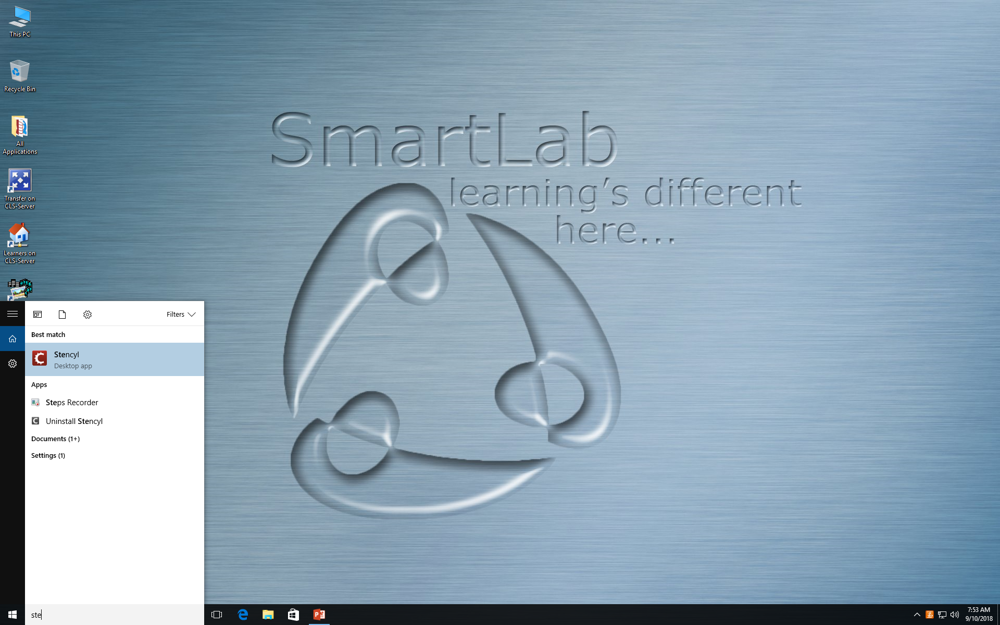 This PC
Recycle Bin
All
Applications
Transfer on
CLS-Server
Learners on
CLS-Server
SmartLab
learning's different
here...
Filters
Best match
Stencyl
Desktop app
Apps
Steps Recorder
Uninstall Stencyl
Documents (1+)
Settings (1)
ste
7:53 AM
9/10/2018